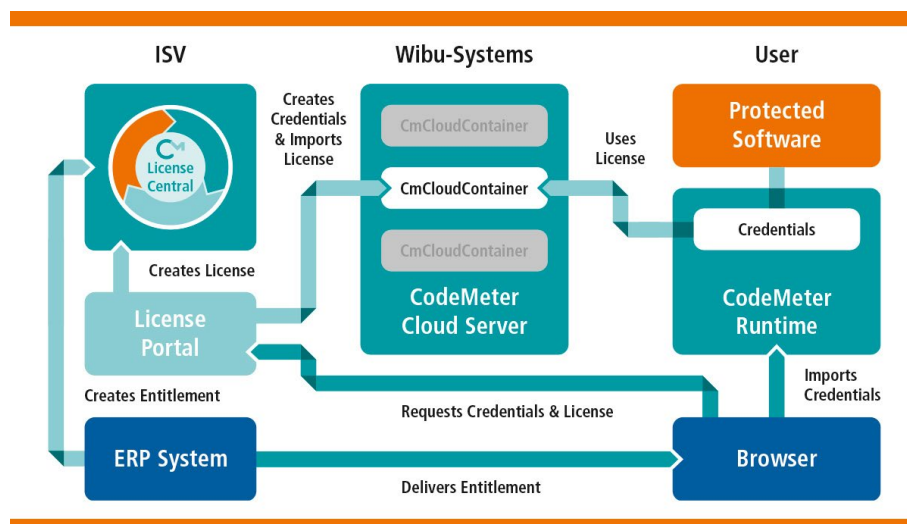 ISV
Wibu-Systems
User
Creates
Credentials
& Imports
License
CmCloudContainer
Uses
License
Protected
Software
CM
License
Central
CmCloudContainer
Credentials
CmCloudContainer
Creates License
License
Portal
CodeMeter
Cloud Server
CodeMeter
Runtime
Creates Entitlement
Requests Credentials & License
Imports
Credentials
ERP System
Delivers Entitlement
Browser